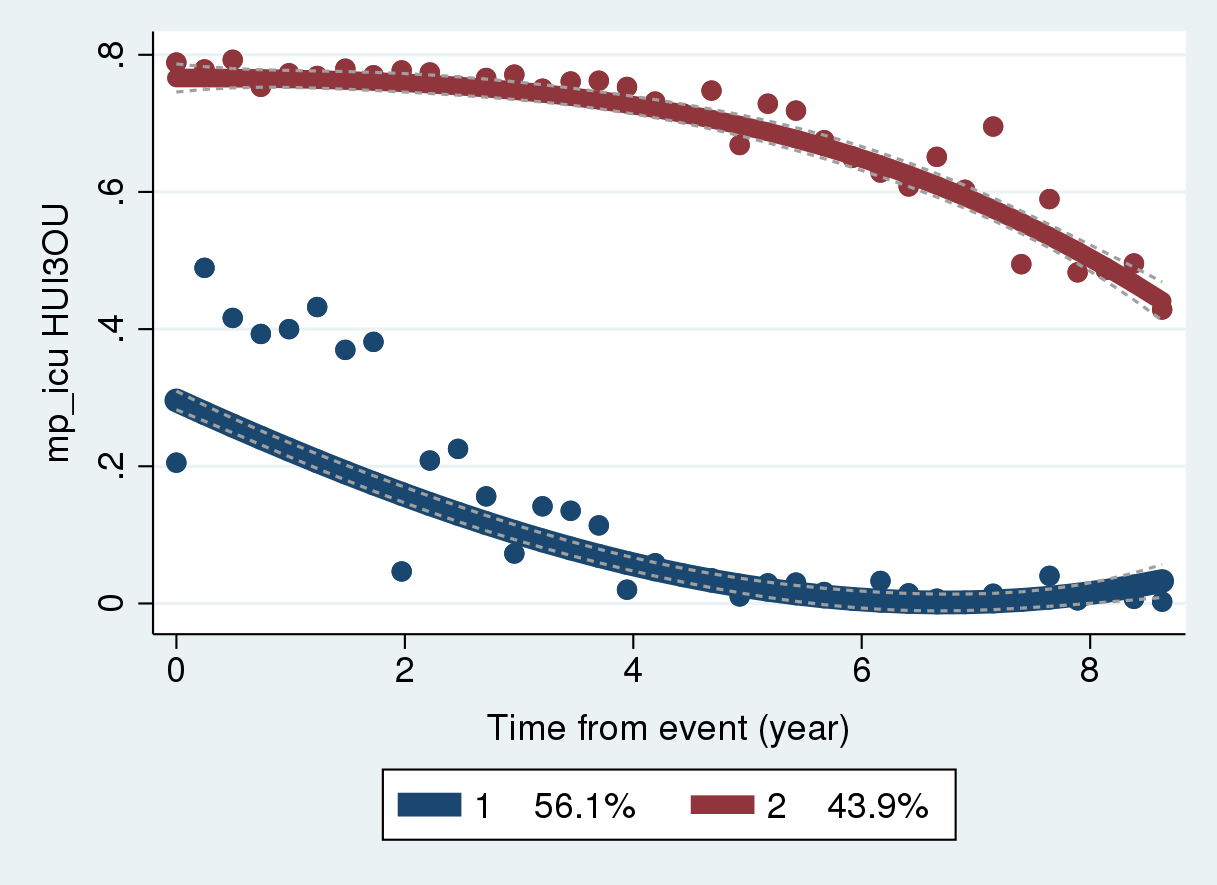 .8
.6
.4
.2
0
mp_icu HUI3OU
0 2 4 6 8
Time from event (year)
1 56.1% 2 43.9%